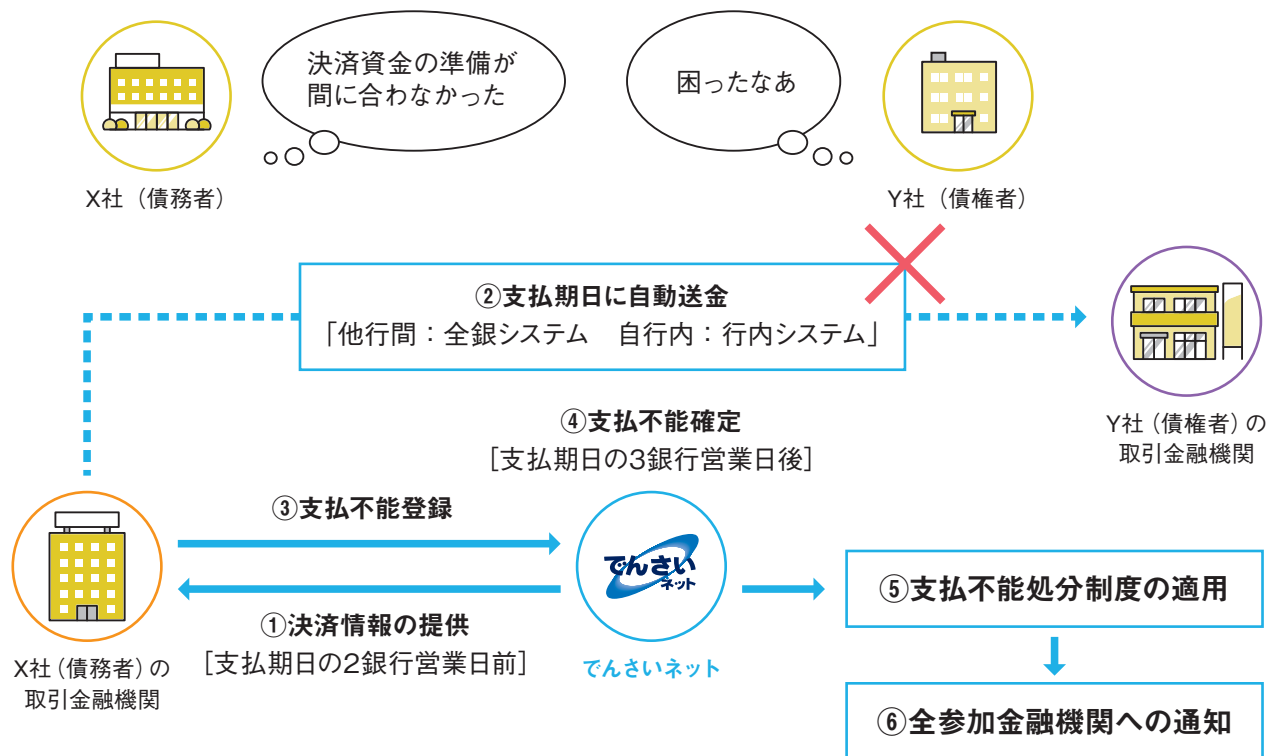 決済資金の準備が
間に合わなかった
困ったなあ
X社（債務者）
Y社（債権者）
②支払期日に自動送金
「他行間：全銀システム　自行内：行内システム」
Y社（債権者）の
取引金融機関
④支払不能確定
［支払期日の3銀行営業日後］
③支払不能登録
でんさい
ネット
①決済情報の提供
［支払期日の2銀行営業日前］
X社（債務者）の
取引金融機関
でんさいネット
⑤支払不能処分制度の適用
⑥全参加金融機関への通知